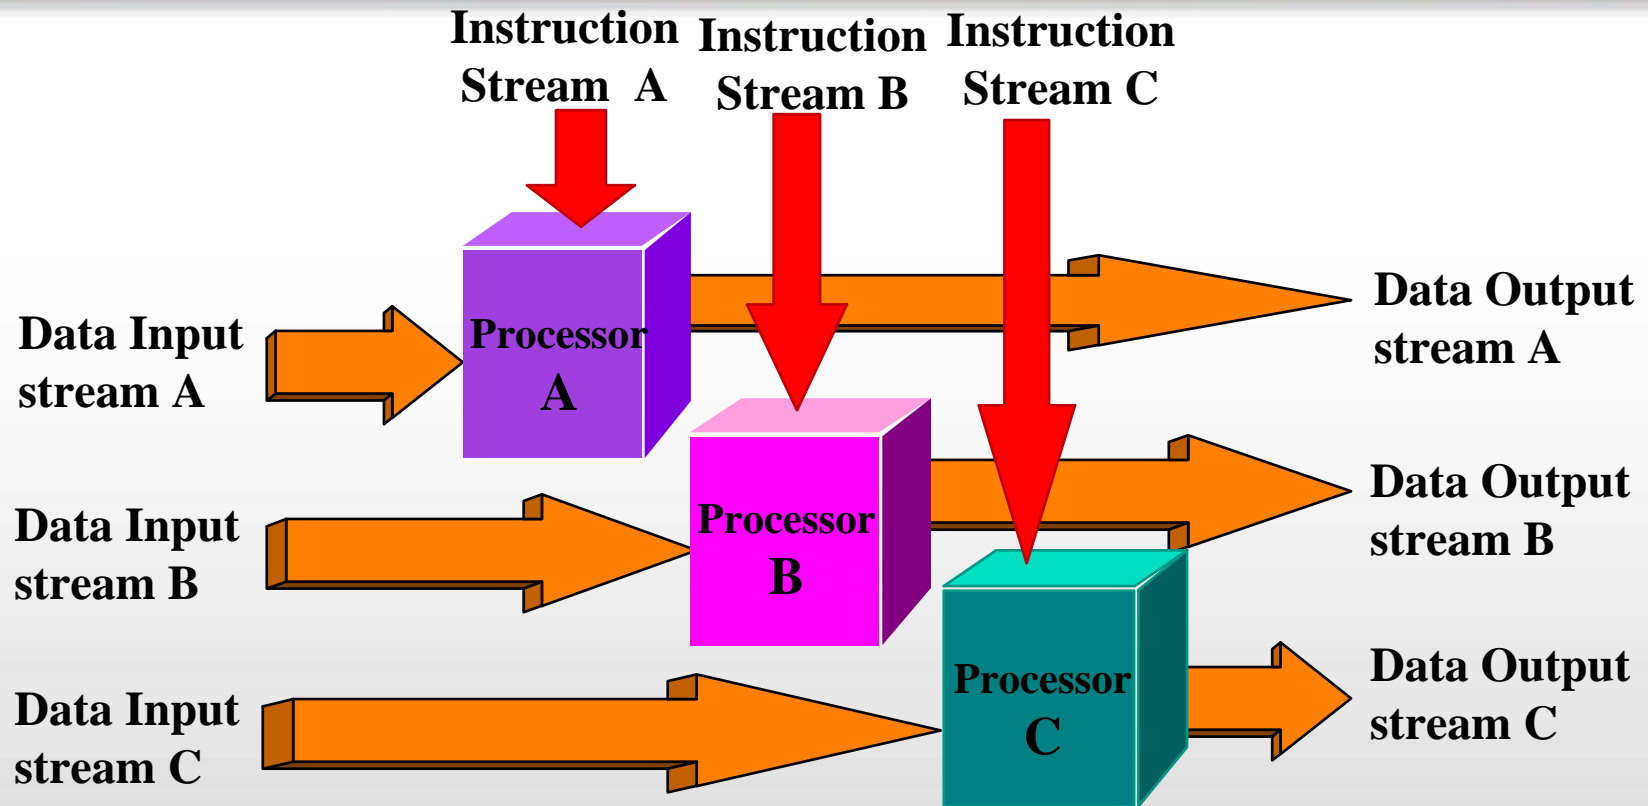 Instruction
Stream A
Instruction
Stream B
Instruction
Stream C
Data Input
stream A
Processor
A
Data Output
stream A
Data Input
stream B
Processor
B
Data Output
stream B
Data Input
stream C
Processor
C
Data Output
stream C